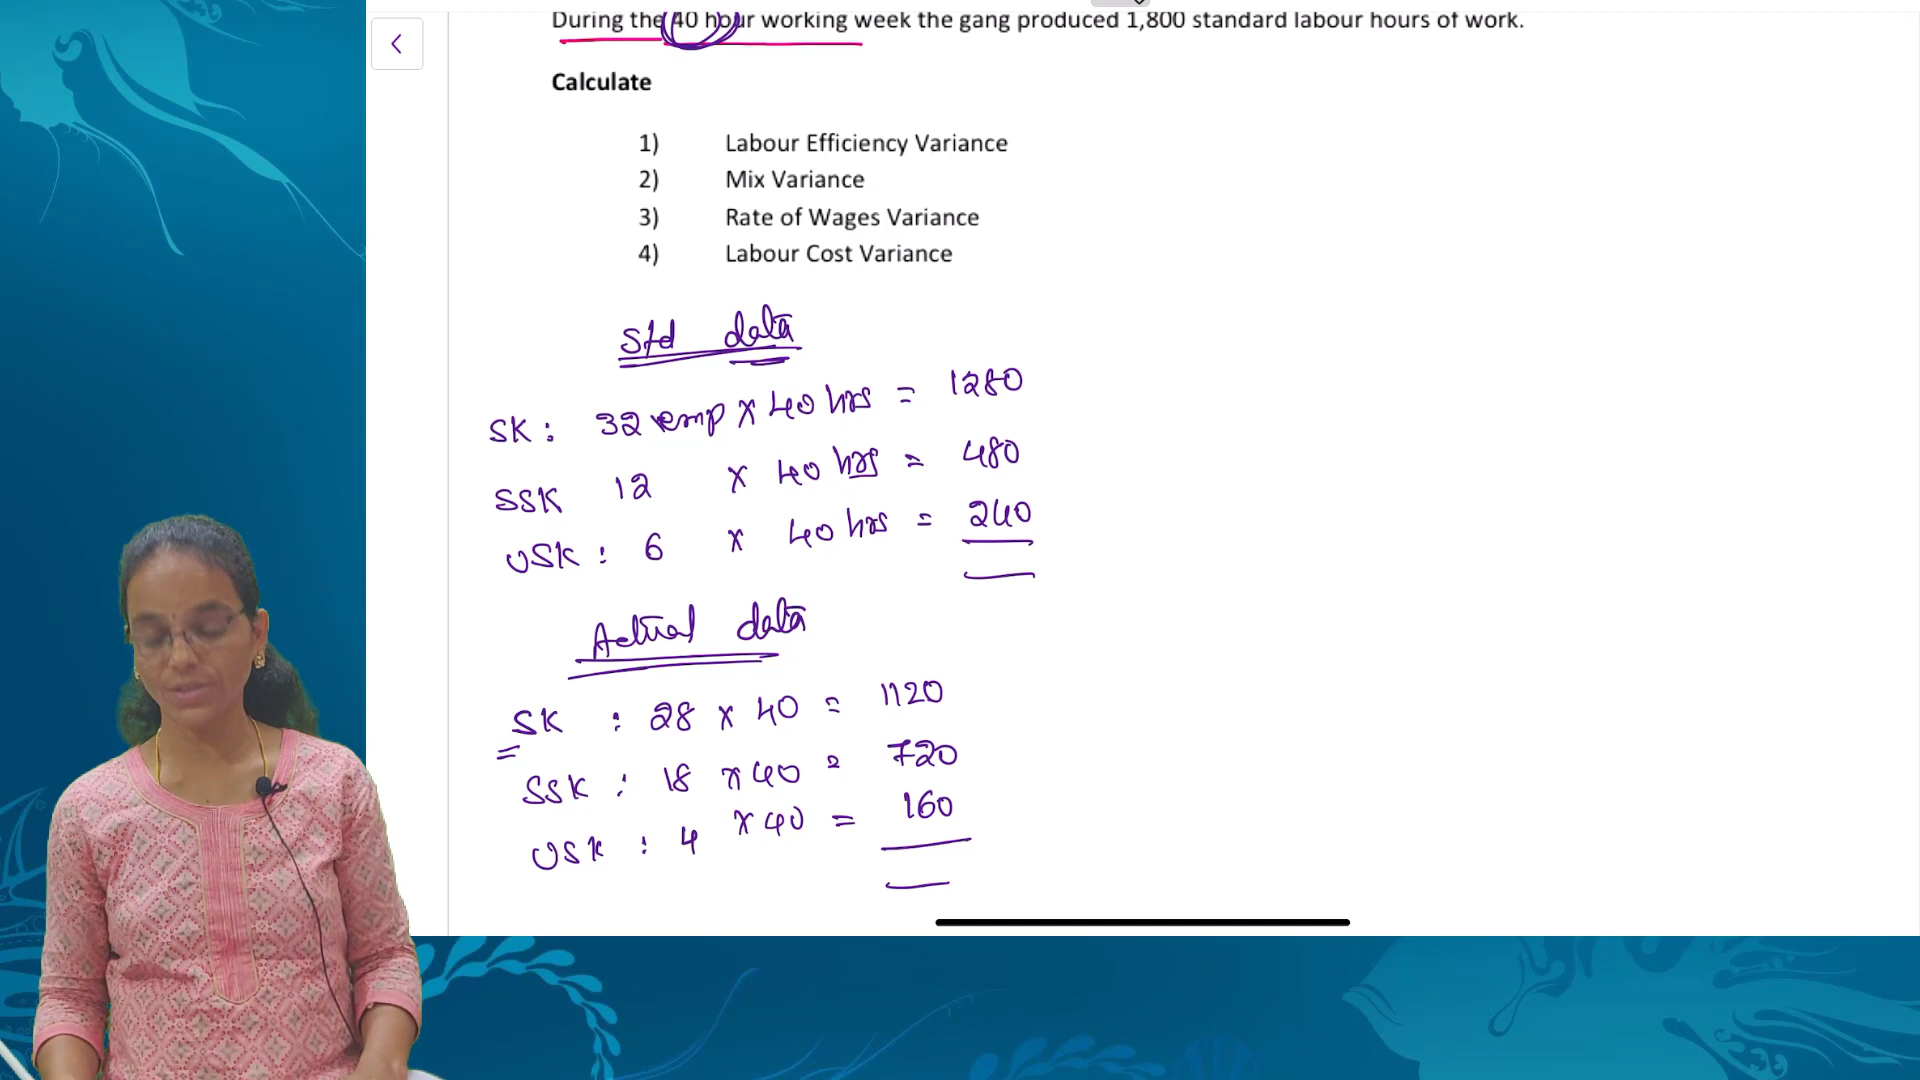 During the 40 hour working week the gang produced 1,800 standard labour hours of work.
Calculate
1) Labour Efficiency Variance
2) Mix Variance
3) Rate of Wages Variance
4) Labour Cost Variance
Std data
SK : 32 emp x 40 hrs = 1280
SSK 12 x 40 hrs = 480
USK : 6 x 40 hrs = 240
Actual data
SK : 28 x 40 = 1120
SSK : 18 x 40 = 720
USK : 4 x 40 = 160